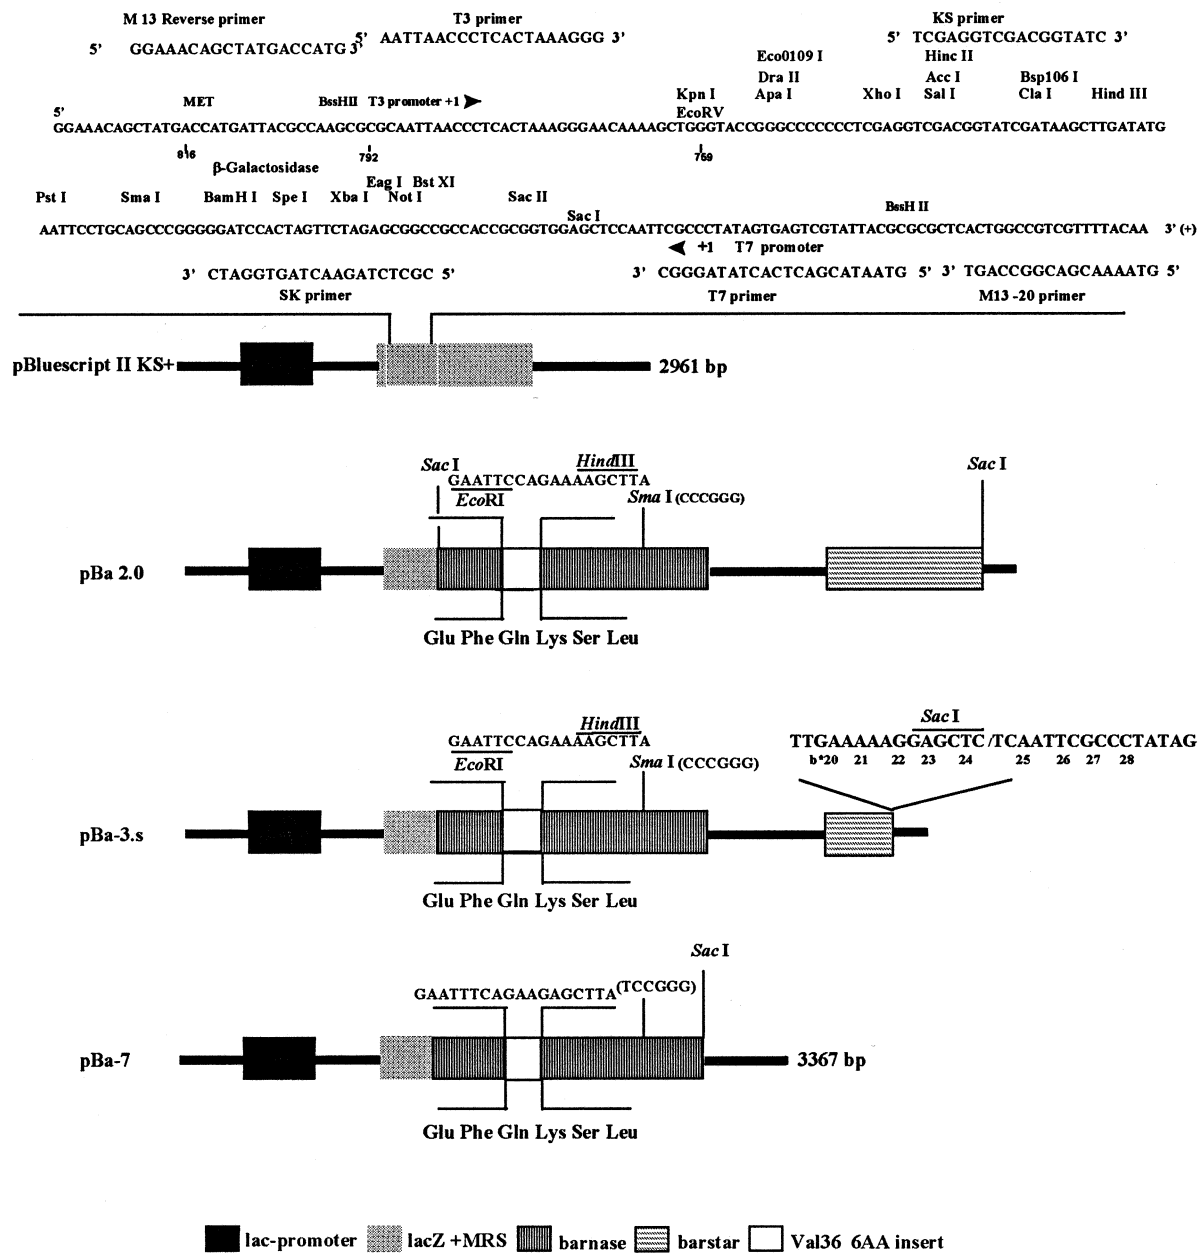 M 13 Reverse primer
T3 primer
KS primer
5' GGAAACAGCTATGACCATG 3'
5' AATTAACCCTCACTAAAGGG 3'
5' TCGAGGTCGACGGTATC 3'
Eco0109 I
Hinc II
Dra II
Acc I
Bsp106 I
MET
BssHII
T3 promoter +1
Kpn I
Apa I
Xho I
Sal I
Cla I
Hind III
5'
EcoRV
GGAAACAGCTATGACCATGATTACGCCAAGCGCGCAATTAACCCTCACTAAAGGGAACAAAAGCTGGGTACCGGGCCCCCCCTCGAGGTCGACGGTATCGATAAGCTTGATATG
816
792
759
β-Galactosidase
Eag I
Bst XI
Pst I
Sma I
BamH I
Spe I
Xba I
Not I
Sac II
Sac I
BssH II
AATTCCTGCAGCCCGGGGGATCCACTAGTTCTAGAGCGGCCGCCACCGCGGTGGAGCTCCAATTCGCCCTATAGTGAGTCGTATTACGCGCGCTCACTGGCCGTCGTTTTACAA 3' (+)
+1 T7 promoter
3' CTAGGTGATCAAGATCTCGC 5'
3' CGGGATATCACTCAGCATAATG 5'
3' TGACCGGCAGCAAAATG 5'
SK primer
T7 primer
M13 -20 primer
pBluescript II KS+
2961 bp
Sac I
HindIII
Sac I
GAATTCCAGAAAAGCTTA
EcoRI
Sma I (CCCGGG)
pBa 2.0
Glu Phe Gln Lys Ser Leu
HindIII
Sac I
GAATTCCAGAAAAGCTTA
TTGAAAAAGGAGCTC/TCAATTCGCCCTATAG
EcoRI
Sma I (CCCGGG)
b*20 21 22 23 24 25 26 27 28
pBa-3.s
Glu Phe Gln Lys Ser Leu
Sac I
GAATTTCAGAAGAGCTTA
(TCCGGG)
pBa-7
3367 bp
Glu Phe Gln Lys Ser Leu
lac-promoter
lacZ +MRS
barnase
barstar
Val36 6AA insert